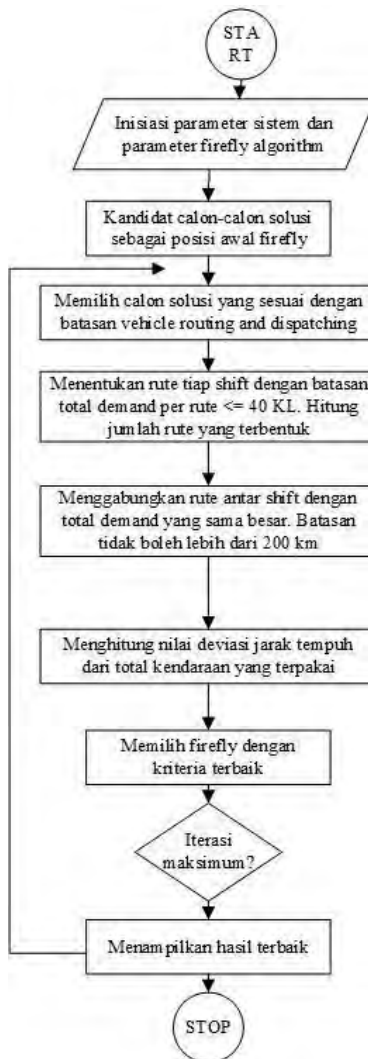 STA
RT
Inisiasi parameter sistem dan
parameter firefly algorithm
Kandidat calon-calon solusi
sebagai posisi awal firefly
Memilih calon solusi yang sesuai dengan
batasan vehicle routing and dispatching
Menentukan rute tiap shift dengan batasan
total demand per rute <= 40 KL. Hitung
jumlah rute yang terbentuk
Menggabungkan rute antar shift dengan
total demand yang sama besar. Batasan
tidak boleh lebih dari 200 km
Menghitung nilai deviasi jarak tempuh
dari total kendaraan yang terpakai
Memilih firefly dengan
kriteria terbaik
Iterasi
maksimum?
Menampilkan hasil terbaik
STOP